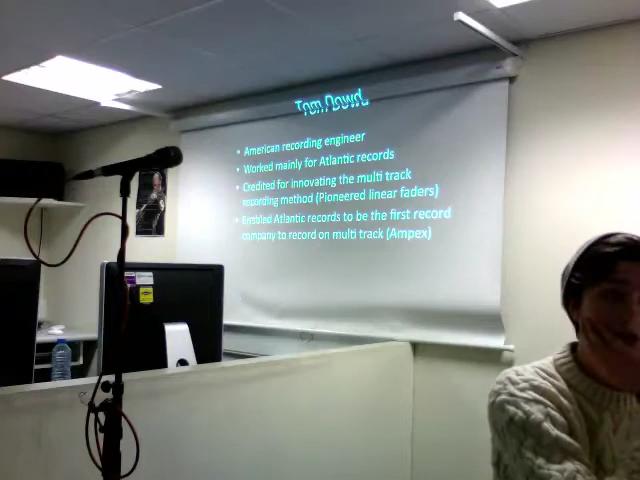 Tom Dowd
• American recording engineer
• Worked mainly for Atlantic records
• Credited for innovating the multi track
recording method (Pioneered linear faders)
• Enabled Atlantic records to be the first record
company to record on multi track (Ampex)